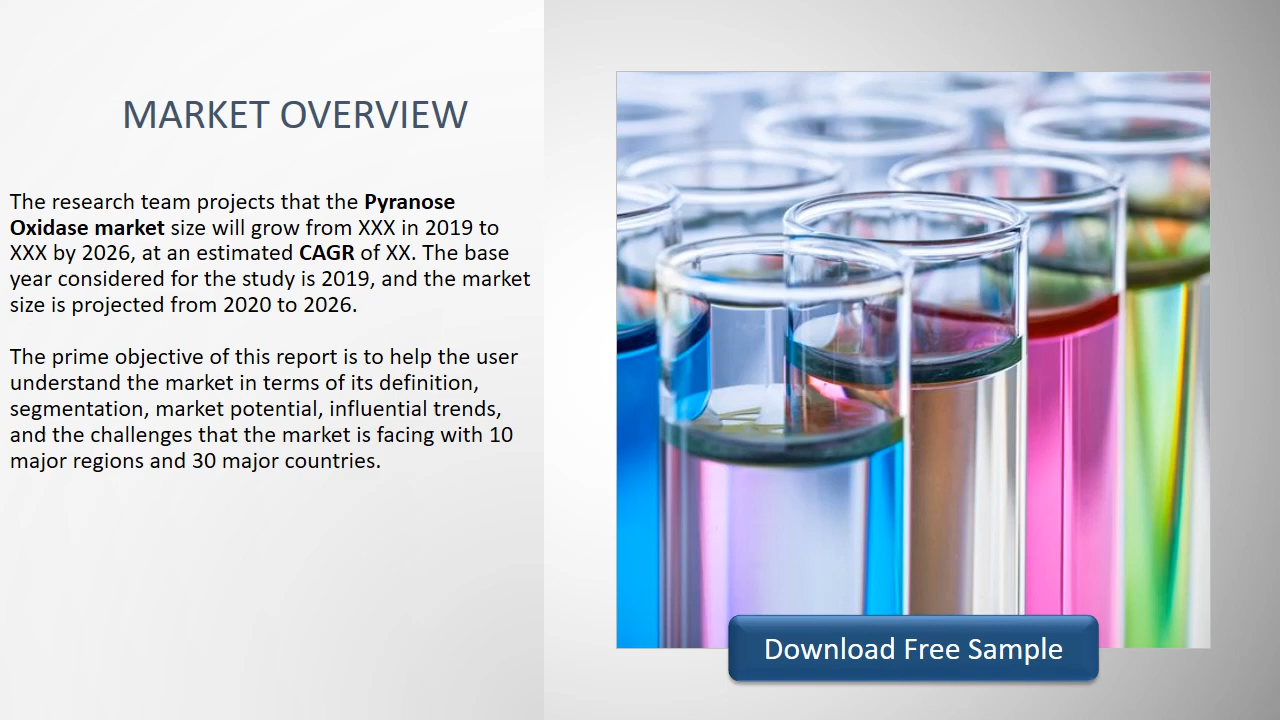 MARKET OVERVIEW
The research team projects that the Pyranose
Oxidase market size will grow from XXX in 2019 to
XXX by 2026, at an estimated CAGR of XX. The base
year considered for the study is 2019, and the market
size is projected from 2020 to 2026.
The prime objective of this report is to help the user
understand the market in terms of its definition,
segmentation, market potential, influential trends,
and the challenges that the market is facing with 10
major regions and 30 major countries.
Download Free Sample